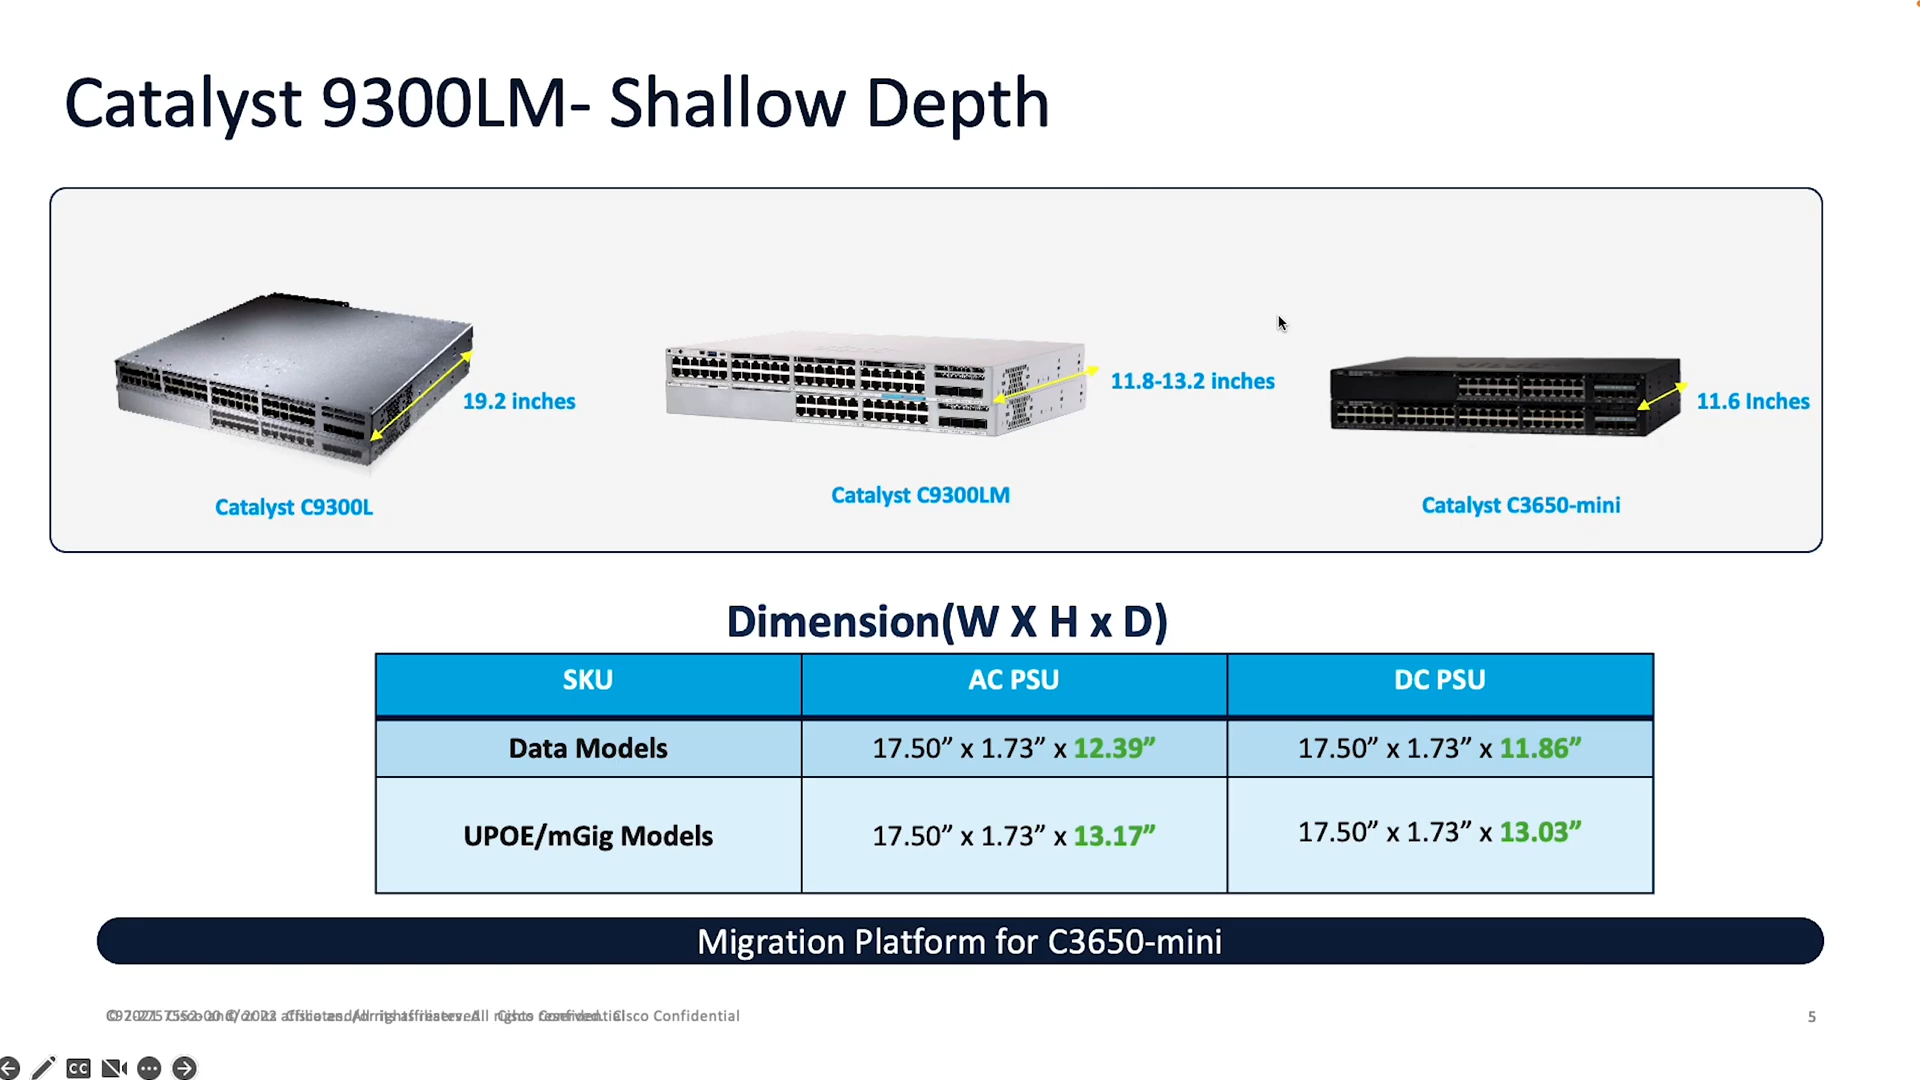 Catalyst 9300LM- Shallow Depth
19.2 inches
11.8-13.2 inches
11.6 Inches
Catalyst C9300L
Catalyst C9300LM
Catalyst C3650-mini
Dimension(W X H x D)
SKU AC PSU DC PSU
Data Models 17.50” x 1.73” x 12.39” 17.50” x 1.73” x 11.86”
UPOE/mGig Models 17.50” x 1.73” x 13.17” 17.50” x 1.73” x 13.03”
Migration Platform for C3650-mini
Cisco Confidential
5
CC